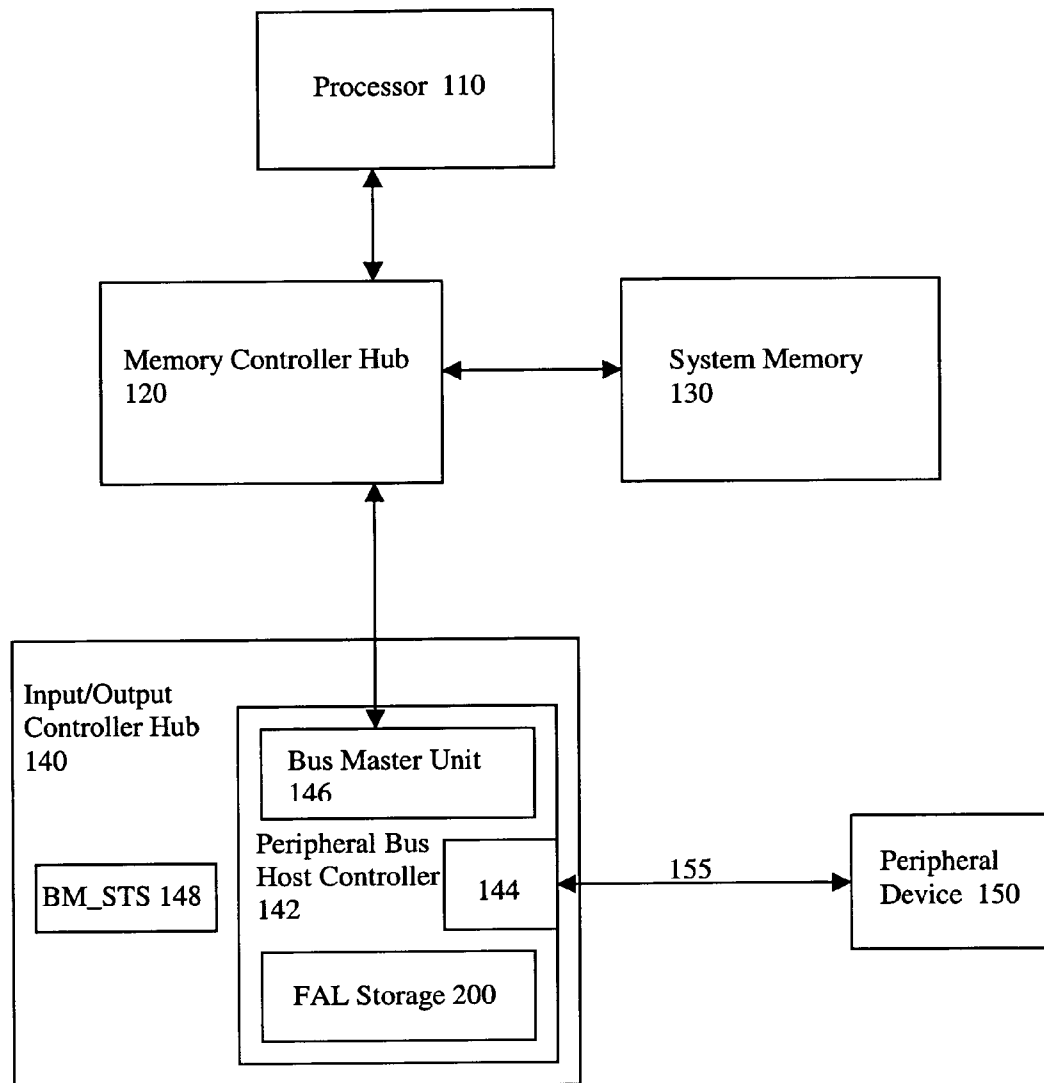 Processor 110
Memory Controller Hub
120
System Memory
130
Input/Output
Controller Hub
140
Bus Master Unit
146
Peripheral Bus
Host Controller
142
144
BM_STS 148
FAL Storage 200
155
Peripheral
Device 150